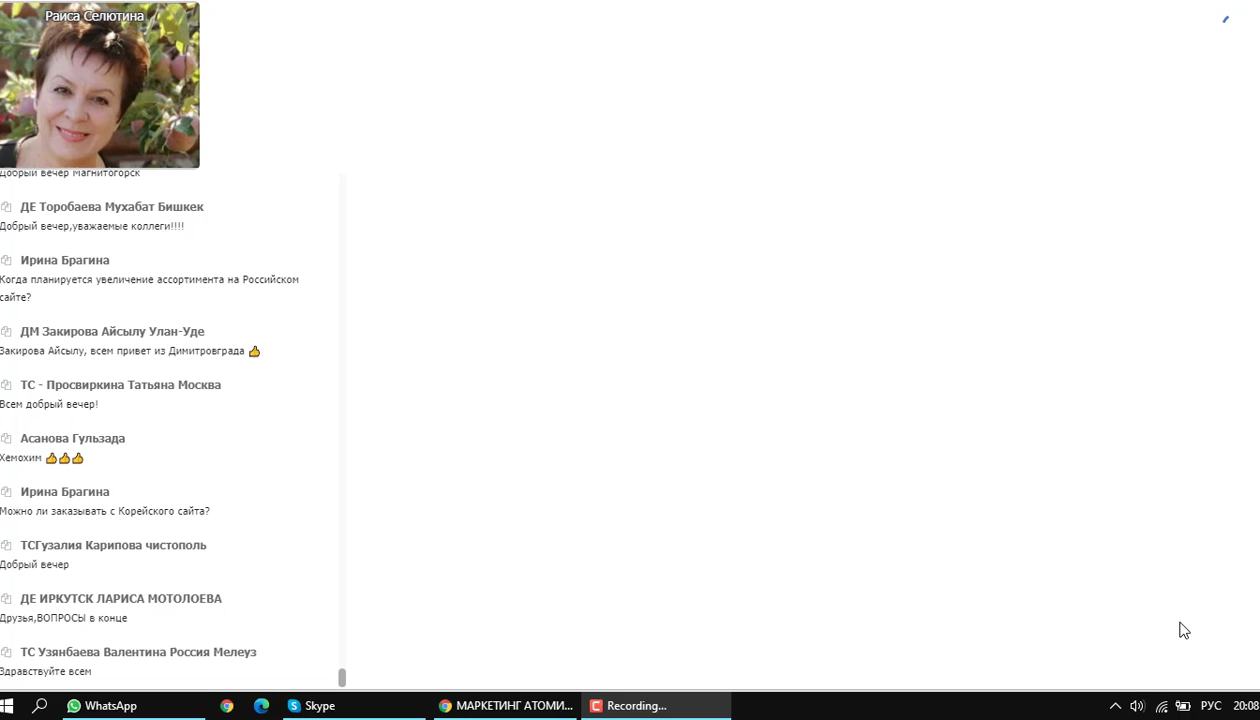 Раиса Селютина
Добрый вечер Магнитогорск
ДЕ Торобаева Мухабат Бишкек
Добрый вечер,уважаемые коллеги!!!!
Ирина Брагина
Когда планируется увеличение ассортимента на Российском
сайте?
ДМ Закирова Айсылу Улан-Уде
Закирова Айсылу, всем привет из Димитровграда 👍
ТС - Просвиркина Татьяна Москва
Всем добрый вечер!
Асанова Гульзада
Хемохим 👍👍👍
Ирина Брагина
Можно ли заказывать с Корейского сайта?
ТСГузалия Карипова чистополь
Добрый вечер
ДЕ ИРКУТСК ЛАРИСА МОТОЛОЕВА
Друзья,ВОПРОСЫ в конце
ТС Узянбаева Валентина Россия Мелеуз
Здравствуйте всем
WhatsApp
Skype
МАРКЕТИНГ АТОМИ...
Recording...
РУС
20:08